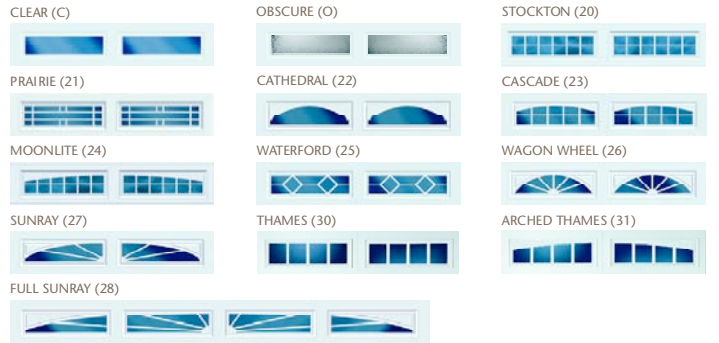 CLEAR (C)
OBSCURE (O)
STOCKTON (20)
PRAIRIE (21)
CATHEDRAL (22)
CASCADE (23)
MOONLITE (24)
WATERFORD (25)
WAGON WHEEL (26)
SUNRAY (27)
THAMES (30)
ARCHED THAMES (31)
FULL SUNRAY (28)